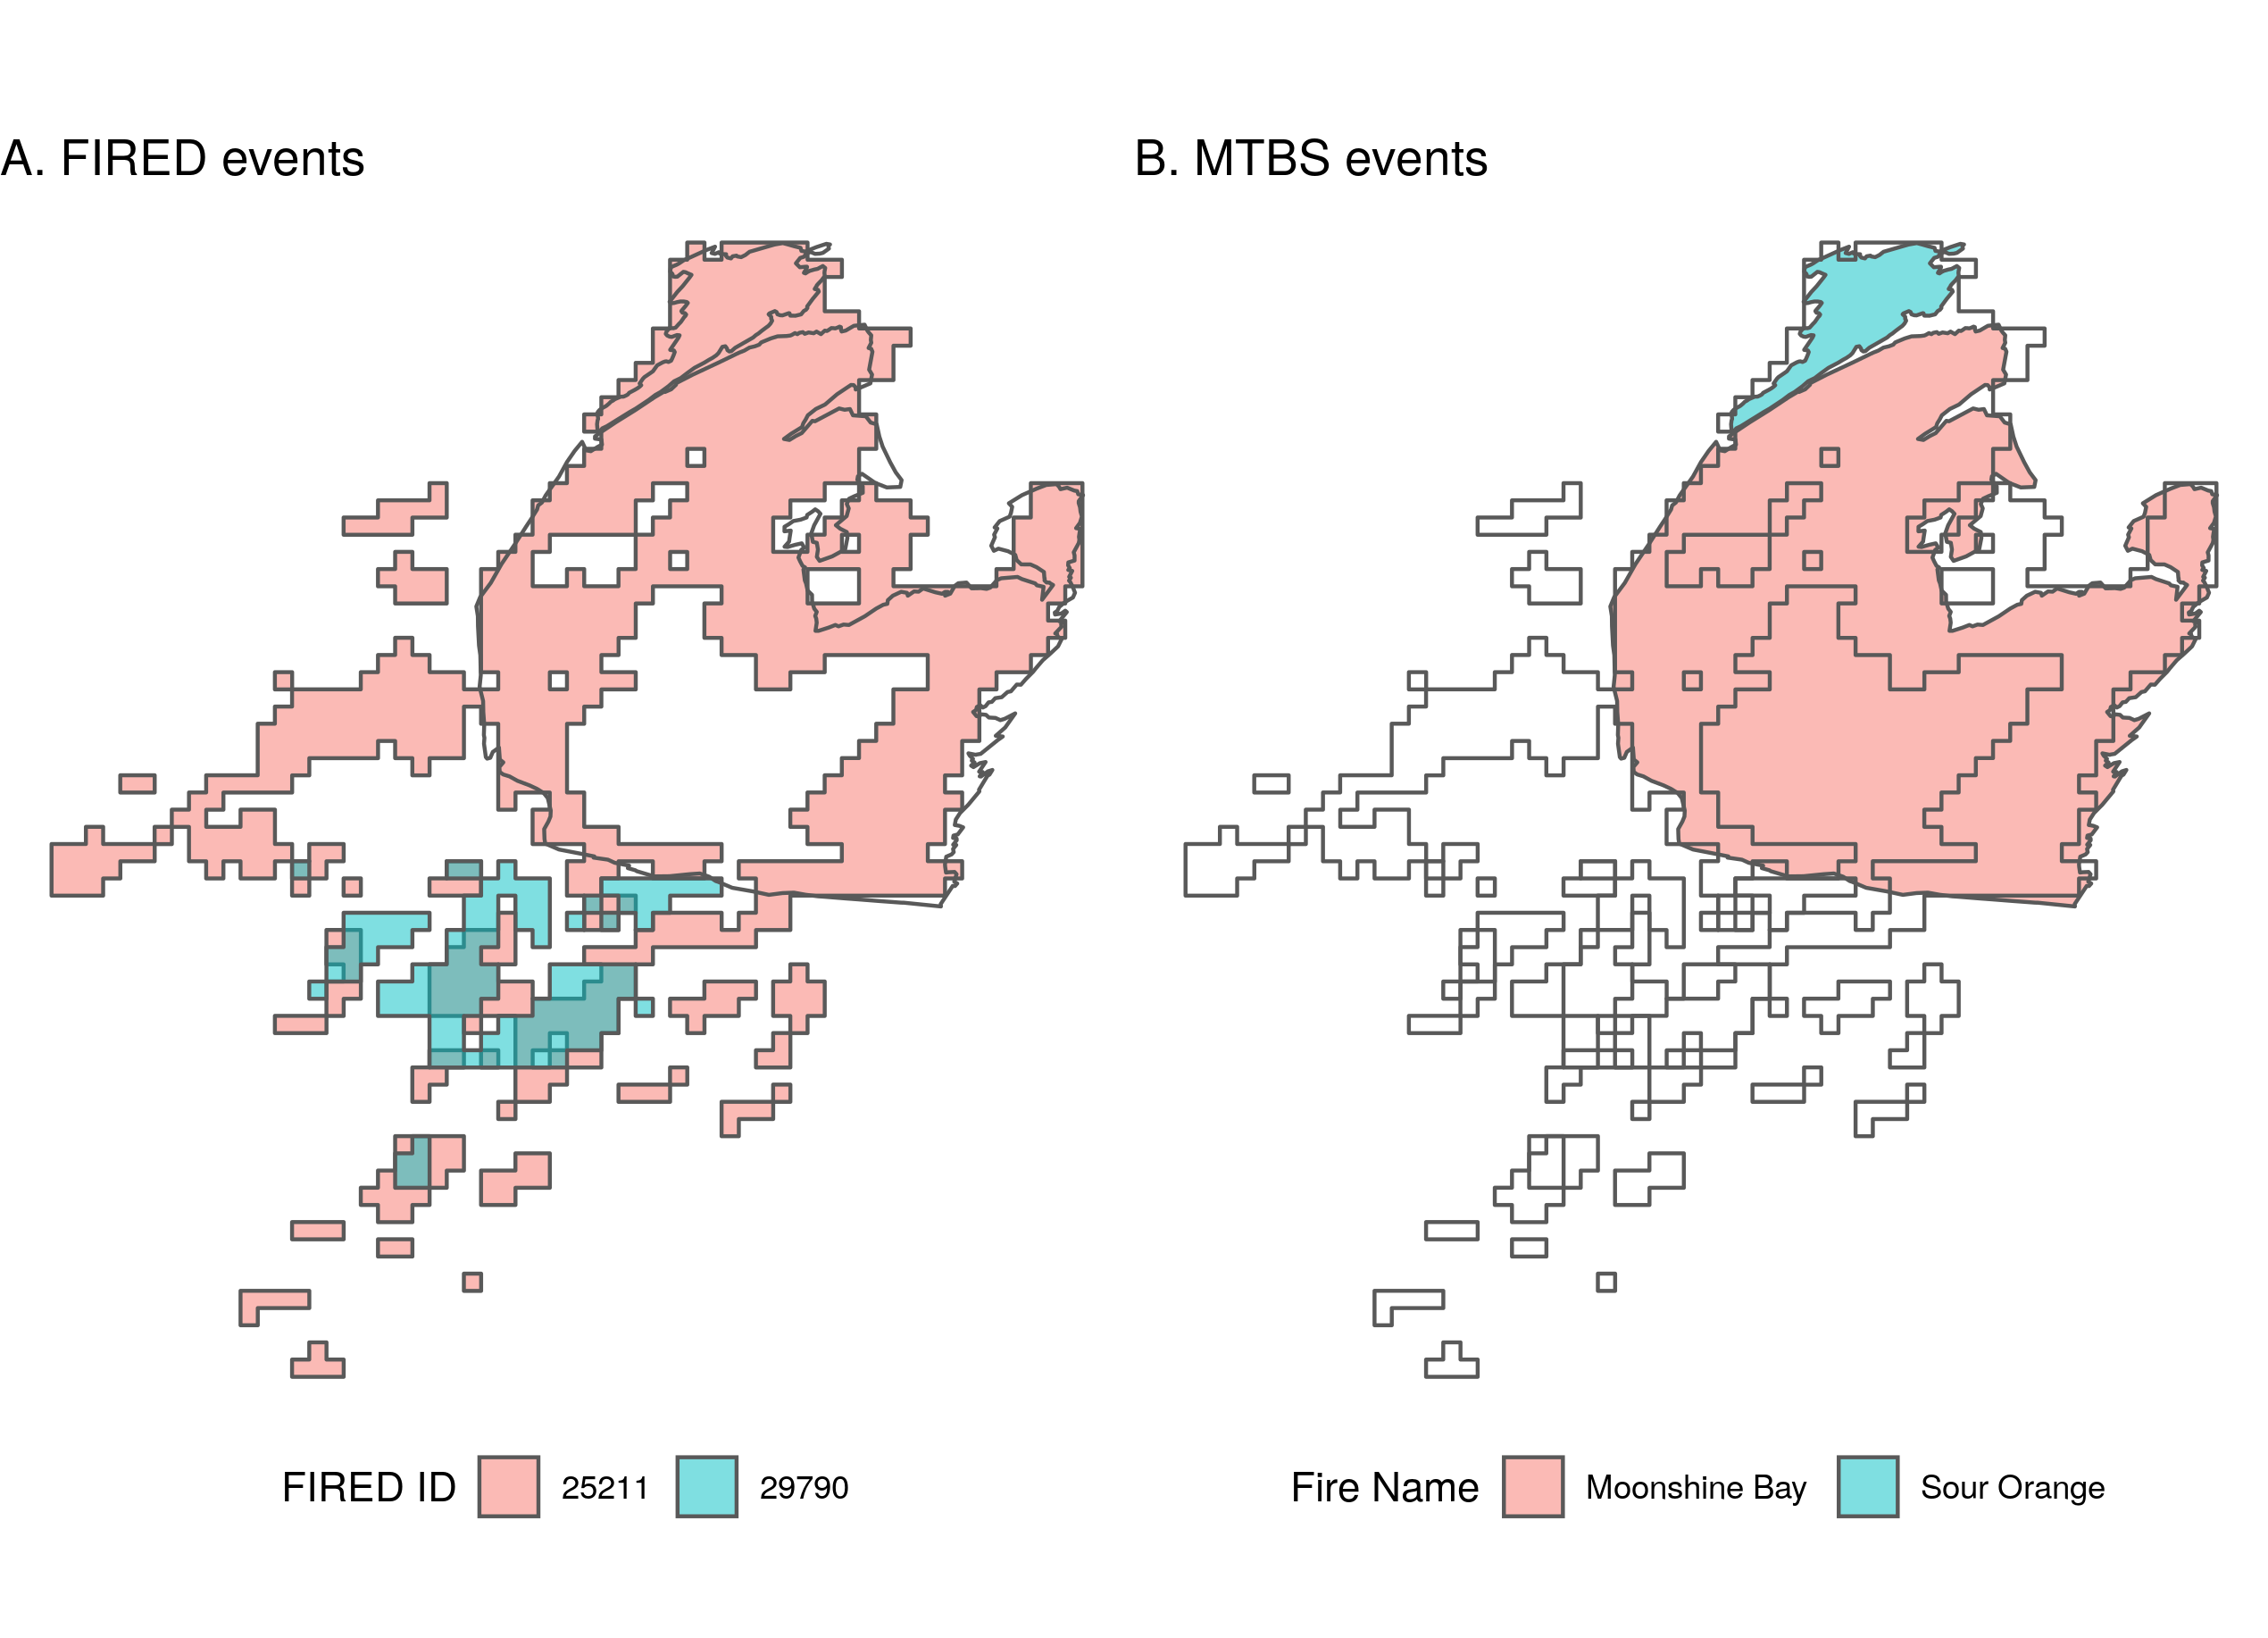 A. FIRED events
B. MTBS events
FIRED ID 25211 29790
Fire Name Moonshine Bay Sour Orange